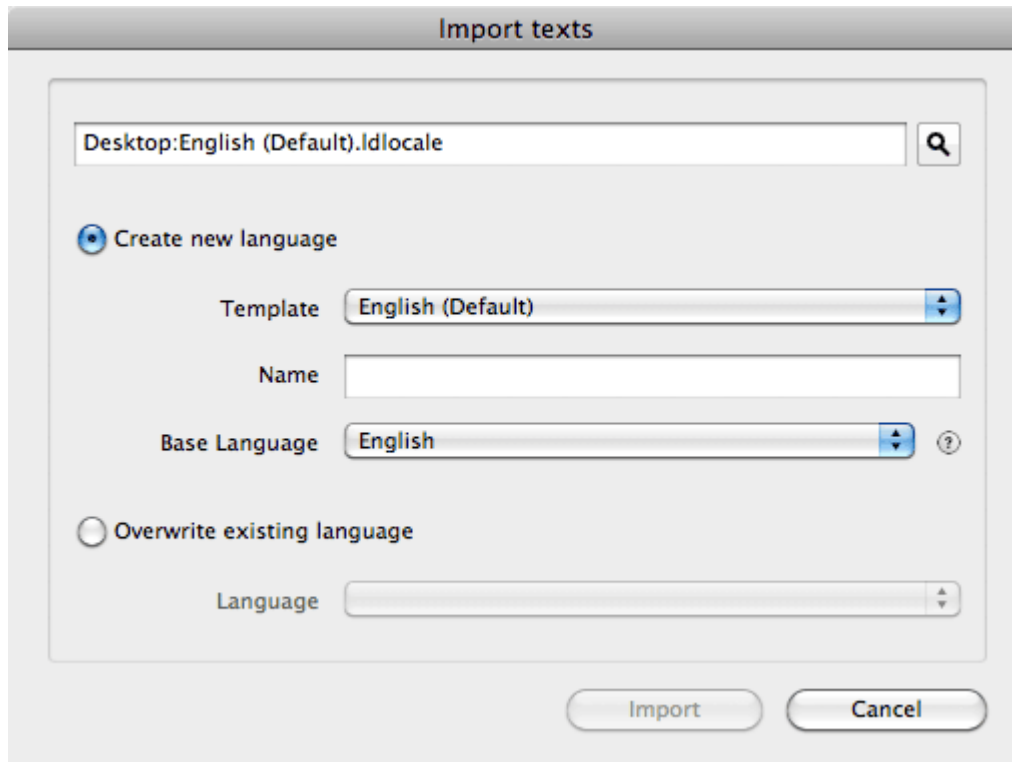 Import texts
Desktop:English (Default).ldlocale
Create new language
Template English (Default)
Name
Base Language English ?
Overwrite existing language
Language
Import Cancel